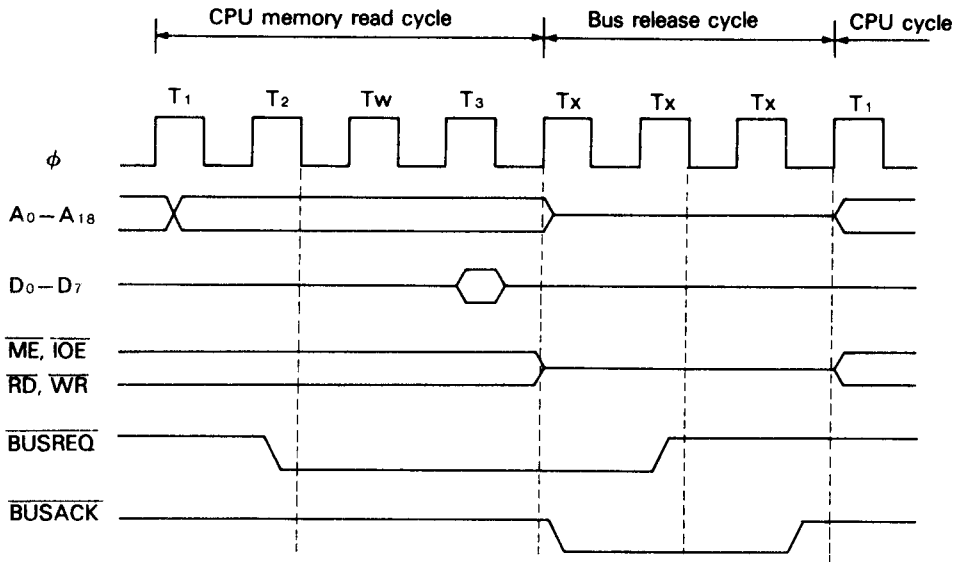 CPU memory read cycle Bus release cycle CPU cycle
T1 T2 Tw T3 Tx Tx Tx T1
ϕ
A0–A18
D0–D7
ME, IOE
RD, WR
BUSREQ
BUSACK